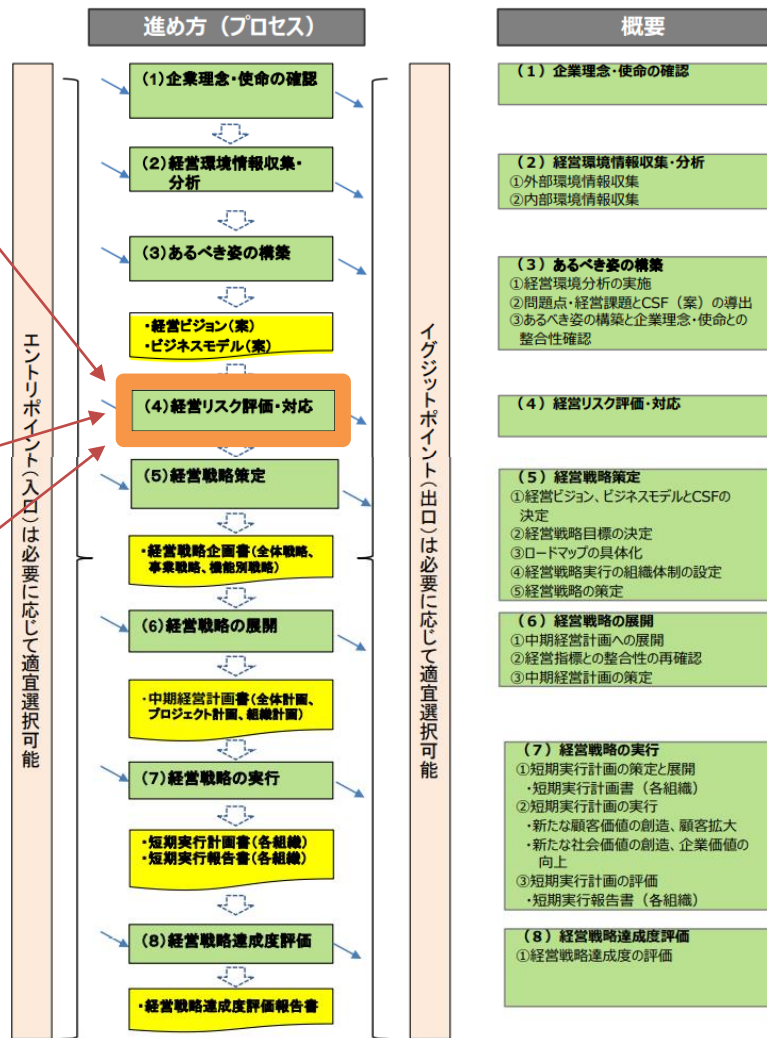 進め方（プロセス）
概要
エントリポイント（入口）は必要に応じて適宜選択可能
(1)企業理念・使命の確認
(2)経営環境情報収集・
分析
(3)あるべき姿の構築
・経営ビジョン(案)
・ビジネスモデル(案)
(4)経営リスク評価・対応
(5)経営戦略策定
・経営戦略企画書(全体戦略、
事業戦略、機能別戦略)
(6)経営戦略の展開
・中期経営計画書(全体計画、
プロジェクト計画、組織計画)
(7)経営戦略の実行
・短期実行計画書(各組織)
・短期実行報告書(各組織)
(8)経営戦略達成度評価
・経営戦略達成度評価報告書
イグジットポイント（出口）は必要に応じて適宜選択可能
（１）企業理念・使命の確認
（２）経営環境情報収集・分析
①外部環境情報収集
②内部環境情報収集
（３）あるべき姿の構築
①経営環境分析の実施
②問題点・経営課題とCSF（案）の導出
③あるべき姿の構築と企業理念・使命との
整合性確認
（４）経営リスク評価・対応
（５）経営戦略策定
①経営ビジョン、ビジネスモデルとCSFの
決定
②経営戦略目標の決定
③ロードマップの具体化
④経営戦略実行の組織体制の設定
⑤経営戦略の策定
（６）経営戦略の展開
①中期経営計画への展開
②経営指標との整合性の再確認
③中期経営計画の策定
（７）経営戦略の実行
①短期実行計画の策定と展開
・短期実行計画書（各組織）
②短期実行計画の実行
・新たな顧客価値の創造、顧客拡大
・新たな社会価値の創造、企業価値の
向上
③短期実行計画の評価
・短期実行報告書（各組織）
（８）経営戦略達成度評価
①経営戦略達成度の評価